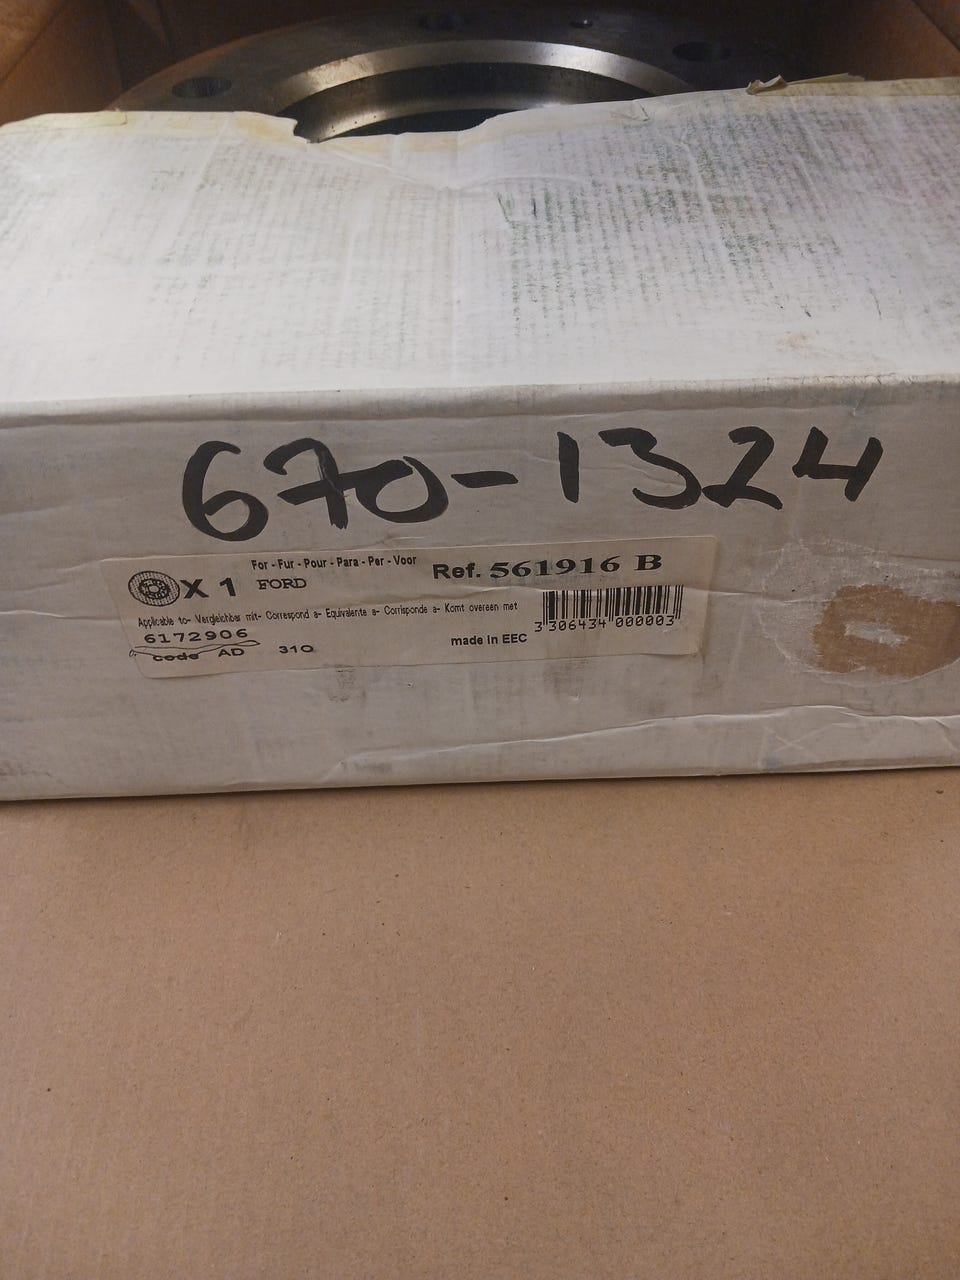 670-1324
X 1
For - Fur - Pour - Para - Per - Voor
FORD
Ref. 561916 B
Applicable to- Vergleichbar mit- Correspond a- Equivalente a- Corrisponde a- Komt overeen met
6172906
code AD 310
made in EEC
3 306434 000003